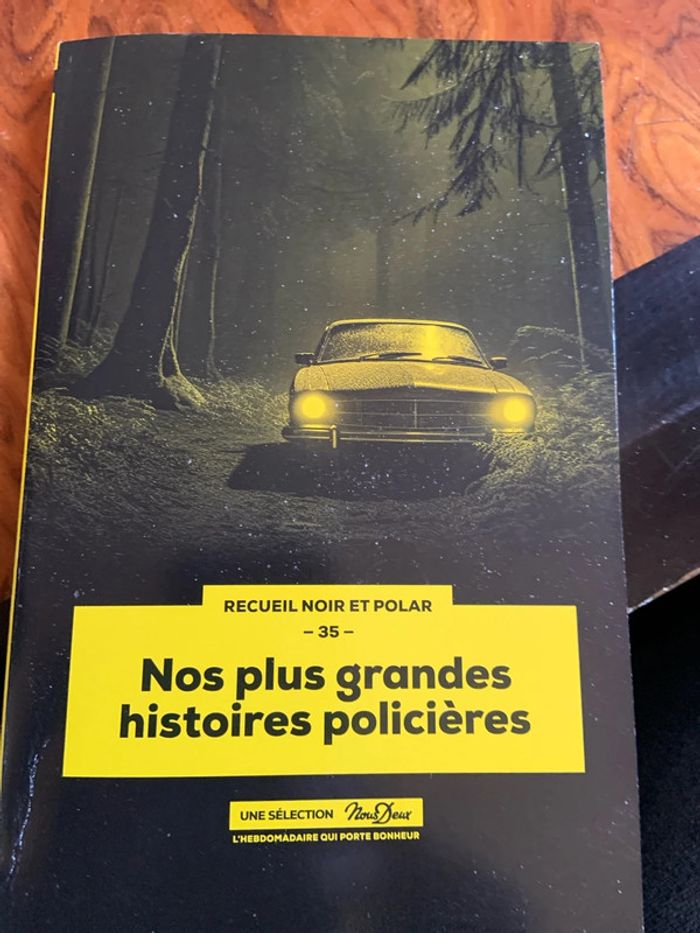 RECUEIL NOIR ET POLAR
– 35 –
Nos plus grandes
histoires policières
UNE SÉLECTION Nous Deux
L'HEBDOMADAIRE QUI PORTE BONHEUR